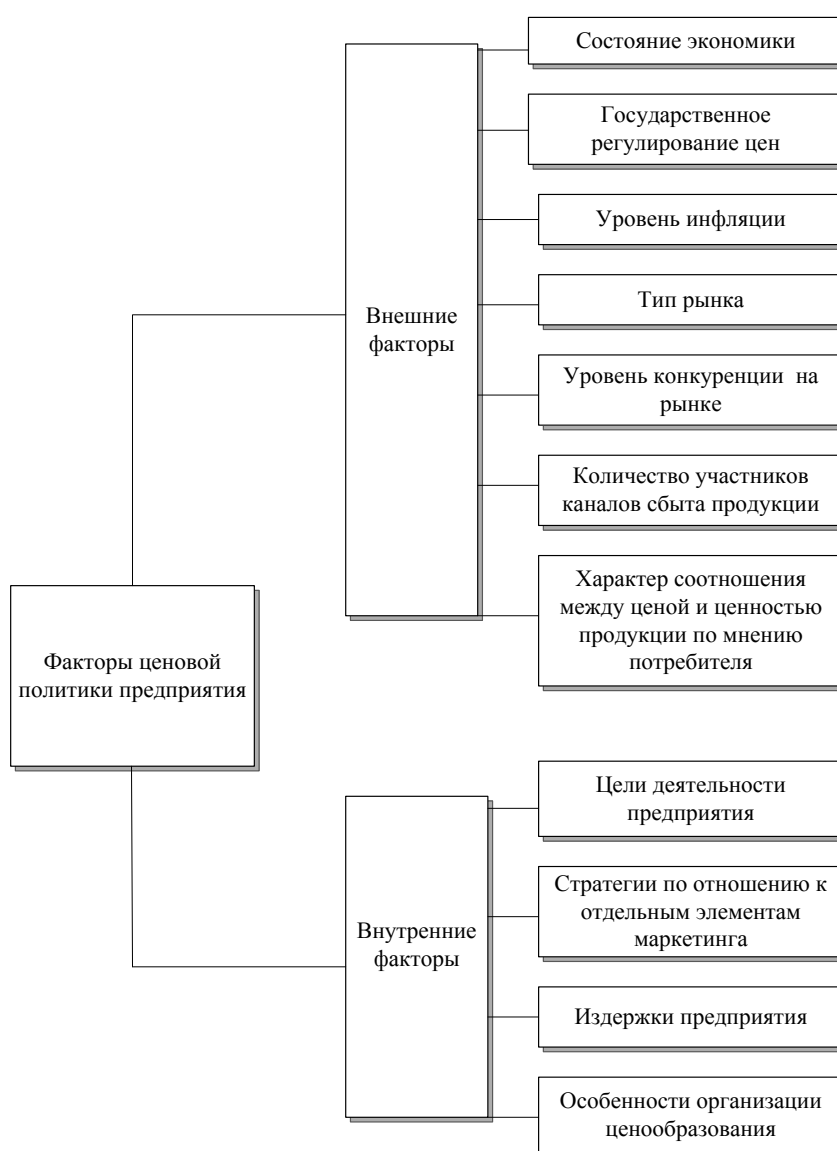 Факторы ценовой
политики предприятия
Внешние
факторы
Состояние экономики
Государственное
регулирование цен
Уровень инфляции
Тип рынка
Уровень конкуренции на
рынке
Количество участников
каналов сбыта продукции
Характер соотношения
между ценой и ценностью
продукции по мнению
потребителя
Внутренние
факторы
Цели деятельности
предприятия
Стратегии по отношению к
отдельным элементам
маркетинга
Издержки предприятия
Особенности организации
ценообразования